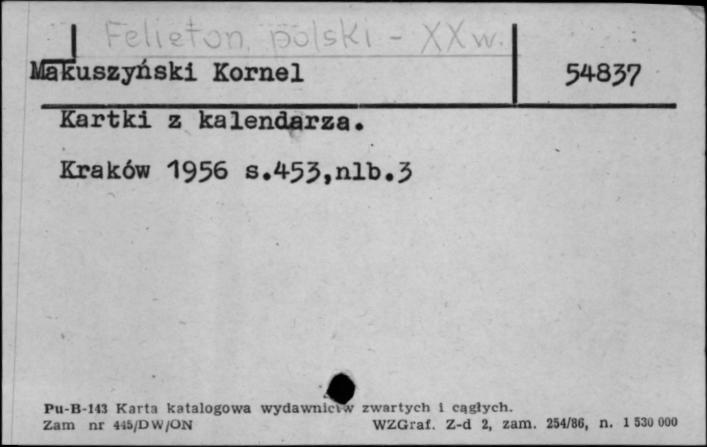 Felieton polski - XX w.
Makuszyński Kornel 54837
Kartki z kalendarza.
Kraków 1956 s.453,nlb.3
Pu-B-143 Karta katalogowa wydawnictw zwartych i ciągłych.
Zam nr 445/DW/ON WZGraf. Z-d 2, zam. 254/86, n. 1 530 000